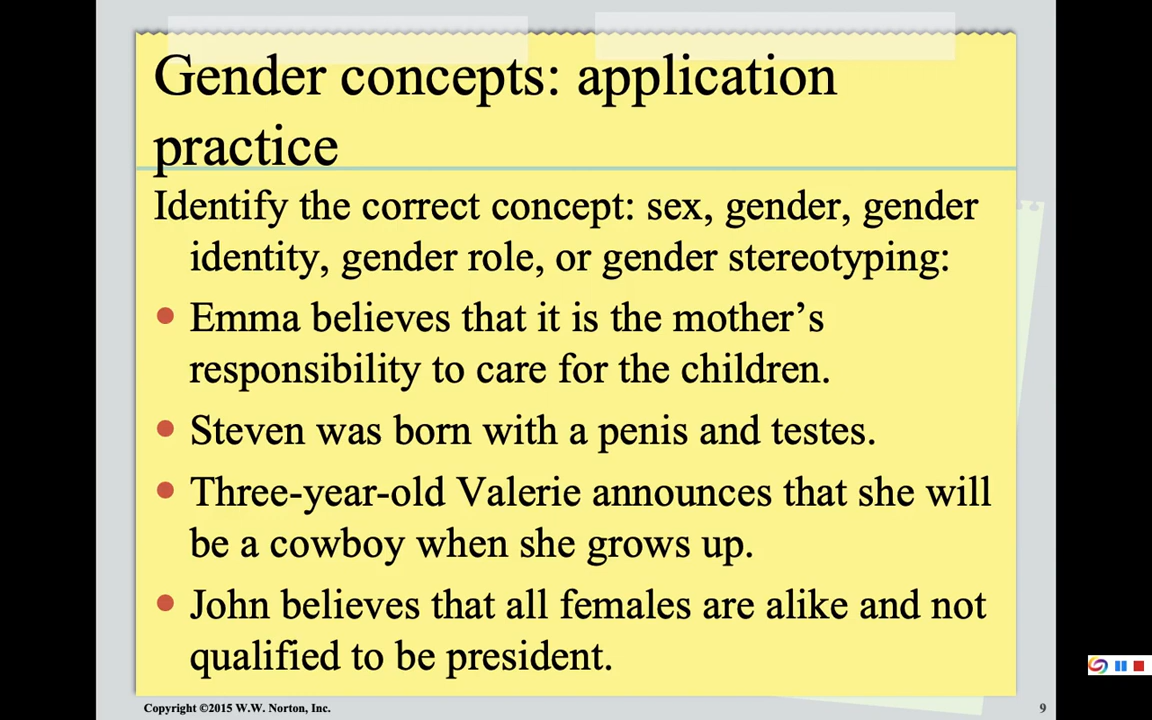 Gender concepts: application
practice
Identify the correct concept: sex, gender, gender
identity, gender role, or gender stereotyping:
• Emma believes that it is the mother’s
responsibility to care for the children.
• Steven was born with a penis and testes.
• Three-year-old Valerie announces that she will
be a cowboy when she grows up.
• John believes that all females are alike and not
qualified to be president.
Copyright ©2015 W.W. Norton, Inc.
9